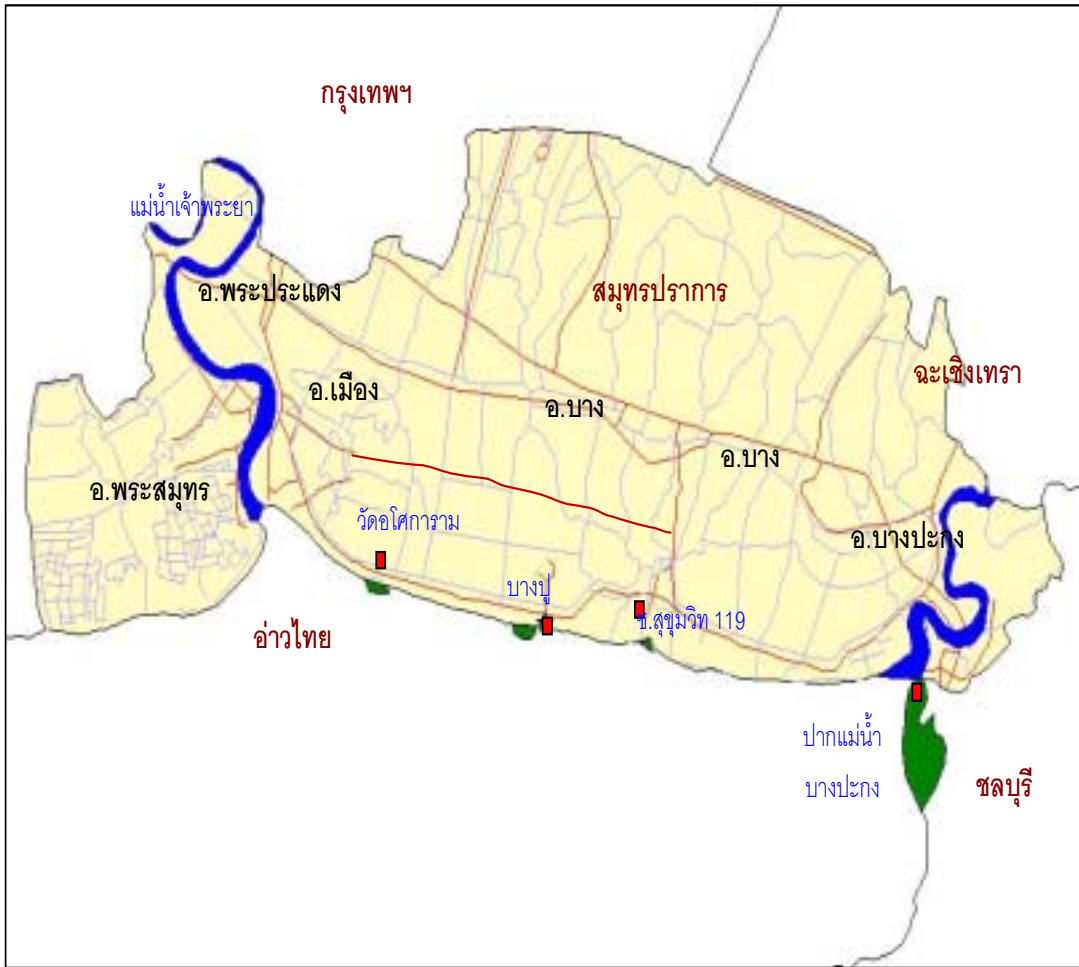 กรุงเทพฯ
แม่น้ำเจ้าพระยา
อ.พระประแดง
สมุทรปราการ
ฉะเชิงเทรา
อ.เมือง
อ.บาง
อ.บาง
อ.พระสมุทร
วัดอโศการาม
อ.บางปะกง
บางปู
ซ.สุขุมวิท 119
อ่าวไทย
ปากแม่น้ำ
บางปะกง
ชลบุรี